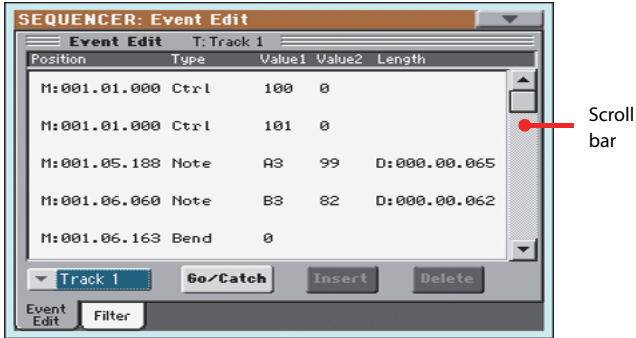 SEQUENCER: Event Edit
Event Edit T: Track 1
Position Type Value1 Value2 Length
M:001.01.000 Ctrl 100 0
M:001.01.000 Ctrl 101 0
M:001.05.188 Note A3 99 D:000.00.065
M:001.06.060 Note B3 82 D:000.00.062
M:001.06.163 Bend 0
Track 1 Go/Catch Insert Delete
Event Edit Filter
Scroll
bar